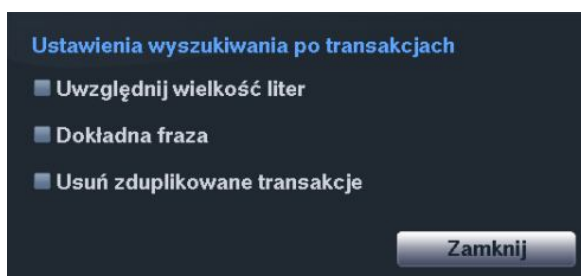 Ustawienia wyszukiwania po transakcjach
Uwzględnij wielkość liter
Dokładna fraza
Usuń zduplikowane transakcje
Zamknij